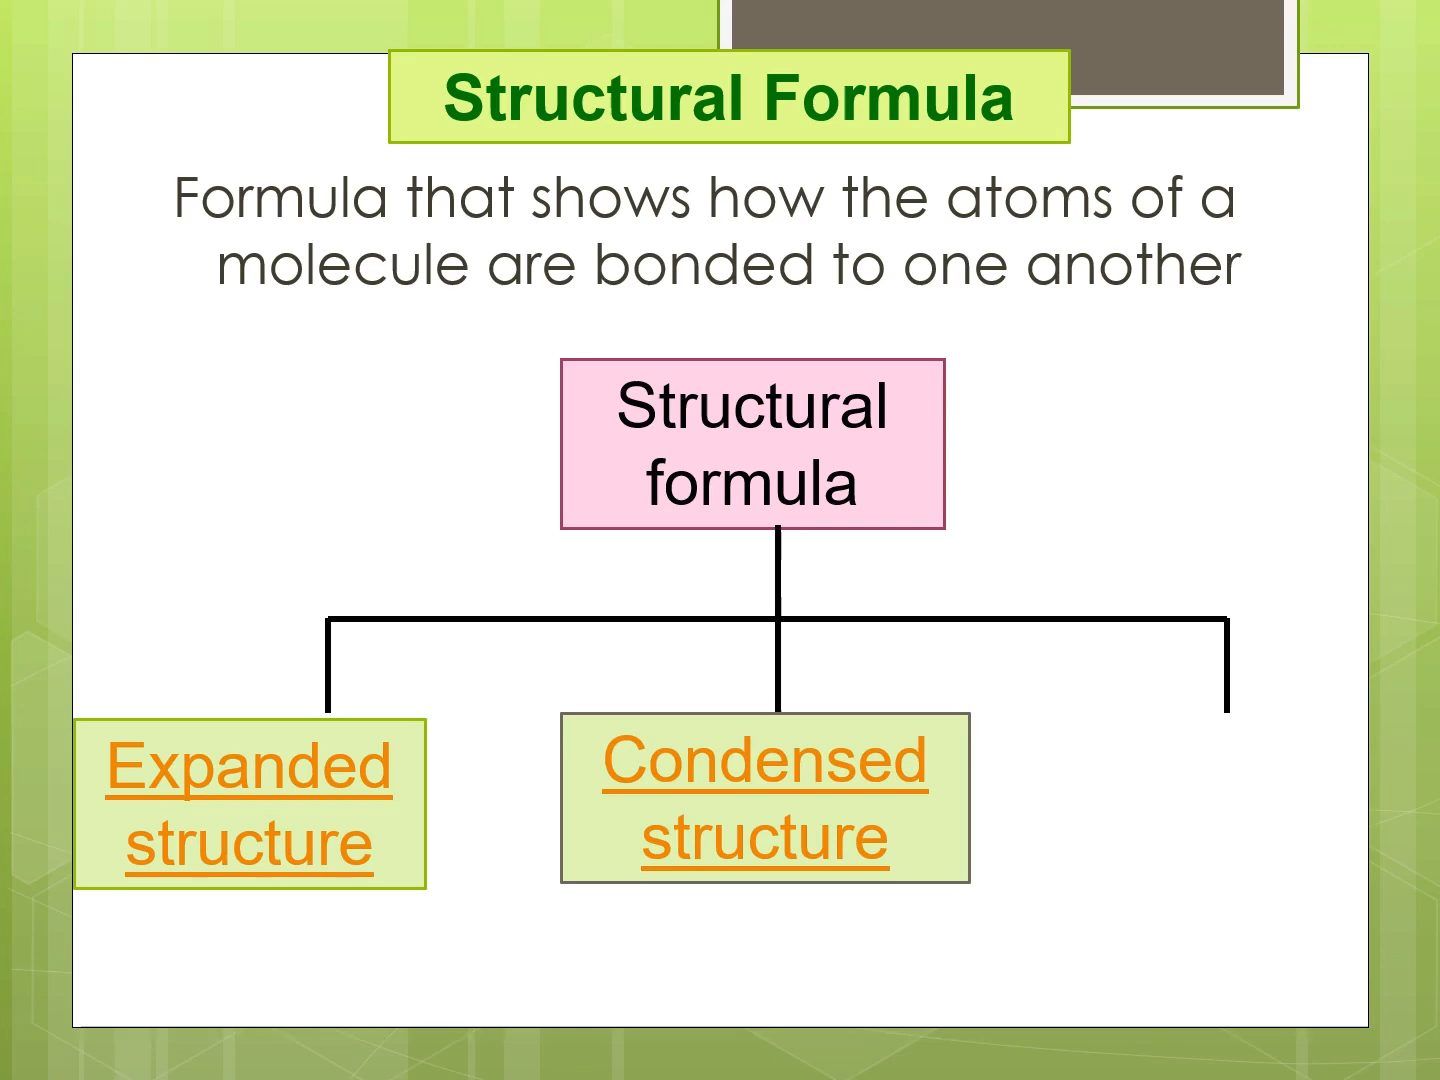 Structural Formula
Formula that shows how the atoms of a
molecule are bonded to one another
Structural
formula
Expanded
structure
Condensed
structure